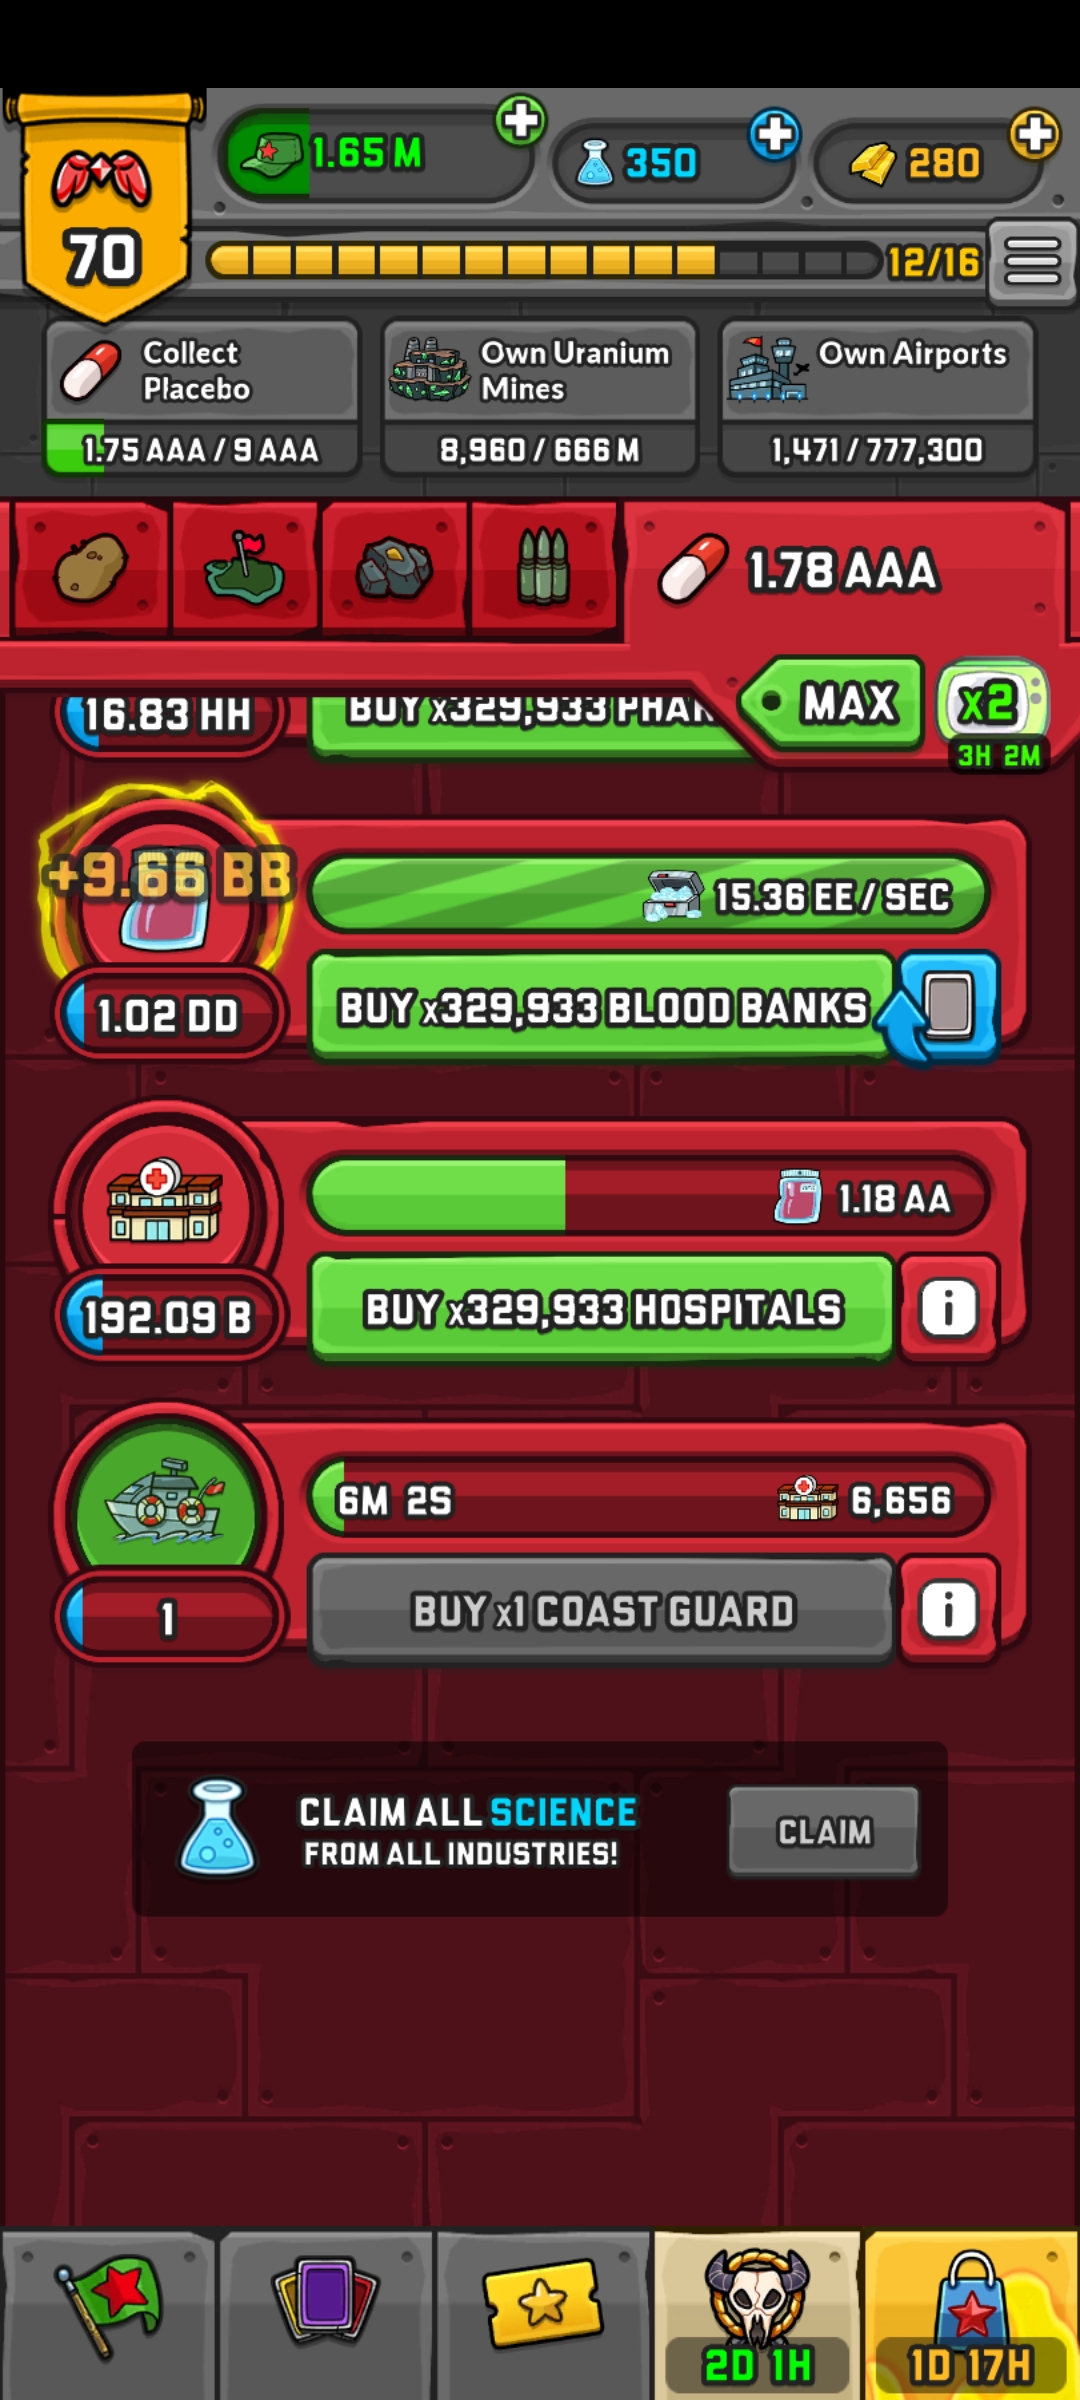 70
1.65 M
350
280
12/16
Collect
Placebo
1.75 AAA / 9 AAA
Own Uranium
Mines
8,960 / 666 M
Own Airports
1,471 / 777,300
1.78 AAA
MAX
x2
3H 2M
16.83 HH
BUY x329,933
+9.65 BB
15.36 EE / SEC
1.02 DD
BUY x329,933 BLOOD BANKS
1.18 AA
192.09 B
BUY x329,933 HOSPITALS
i
6M 2S
6,656
1
BUY x1 COAST GUARD
i
CLAIM ALL SCIENCE
FROM ALL INDUSTRIES!
CLAIM
2D 1H
1D 17H